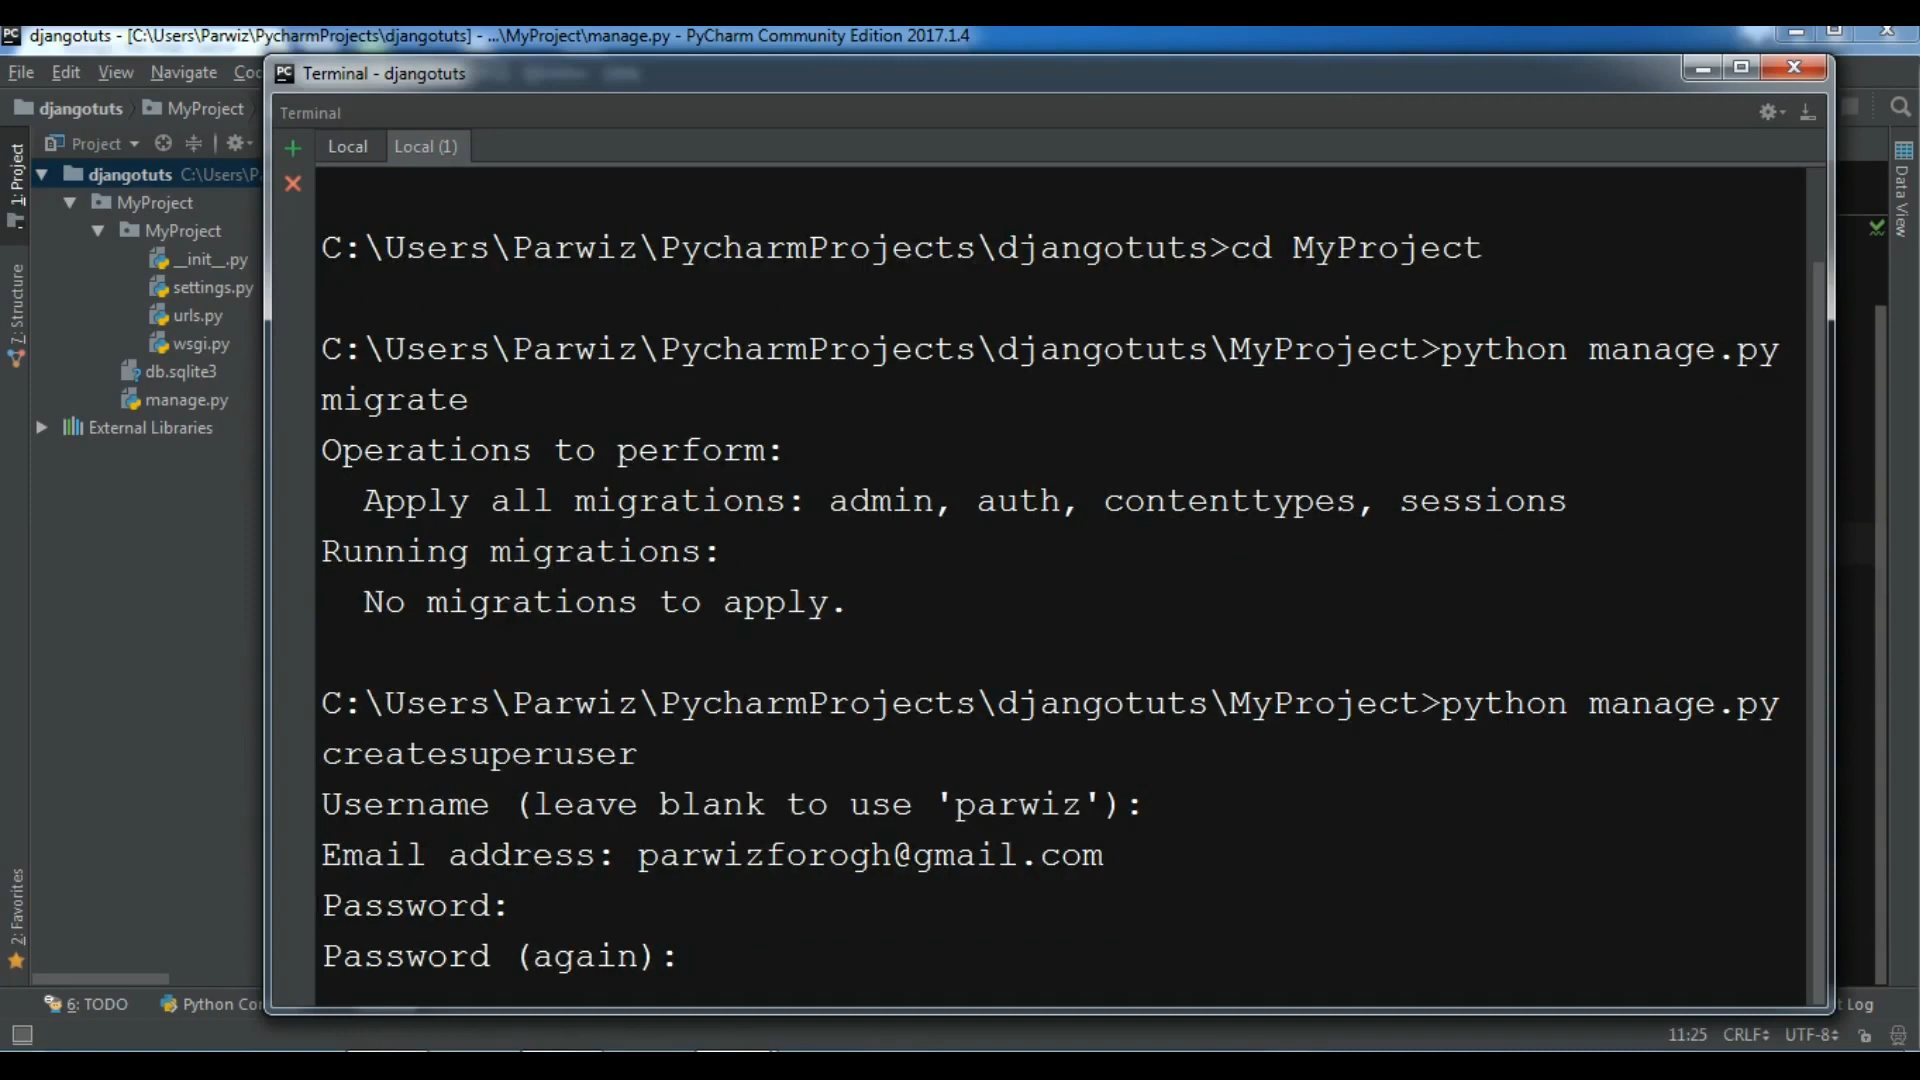 djangotuts - [C:\Users\Parwiz\PycharmProjects\djangotuts] - ...\MyProject\manage.py - PyCharm Community Edition 2017.1.4
File Edit View Navigate
Terminal - djangotuts
djangotuts MyProject
Terminal
Project
Local Local (1)
1: Project
djangotuts C:\Users\P
MyProject
MyProject
__init__.py
settings.py
urls.py
wsgi.py
db.sqlite3
manage.py
External Libraries
7: Structure
2: Favorites
Data View
C:\Users\Parwiz\PycharmProjects\djangotuts>cd MyProject
C:\Users\Parwiz\PycharmProjects\djangotuts\MyProject>python manage.py
migrate
Operations to perform:
Apply all migrations: admin, auth, contenttypes, sessions
Running migrations:
No migrations to apply.
C:\Users\Parwiz\PycharmProjects\djangotuts\MyProject>python manage.py
createsuperuser
Username (leave blank to use 'parwiz'):
Email address: parwizforogh@gmail.com
Password:
Password (again):
6: TODO Python Co
t Log
11:25 CRLF UTF-8